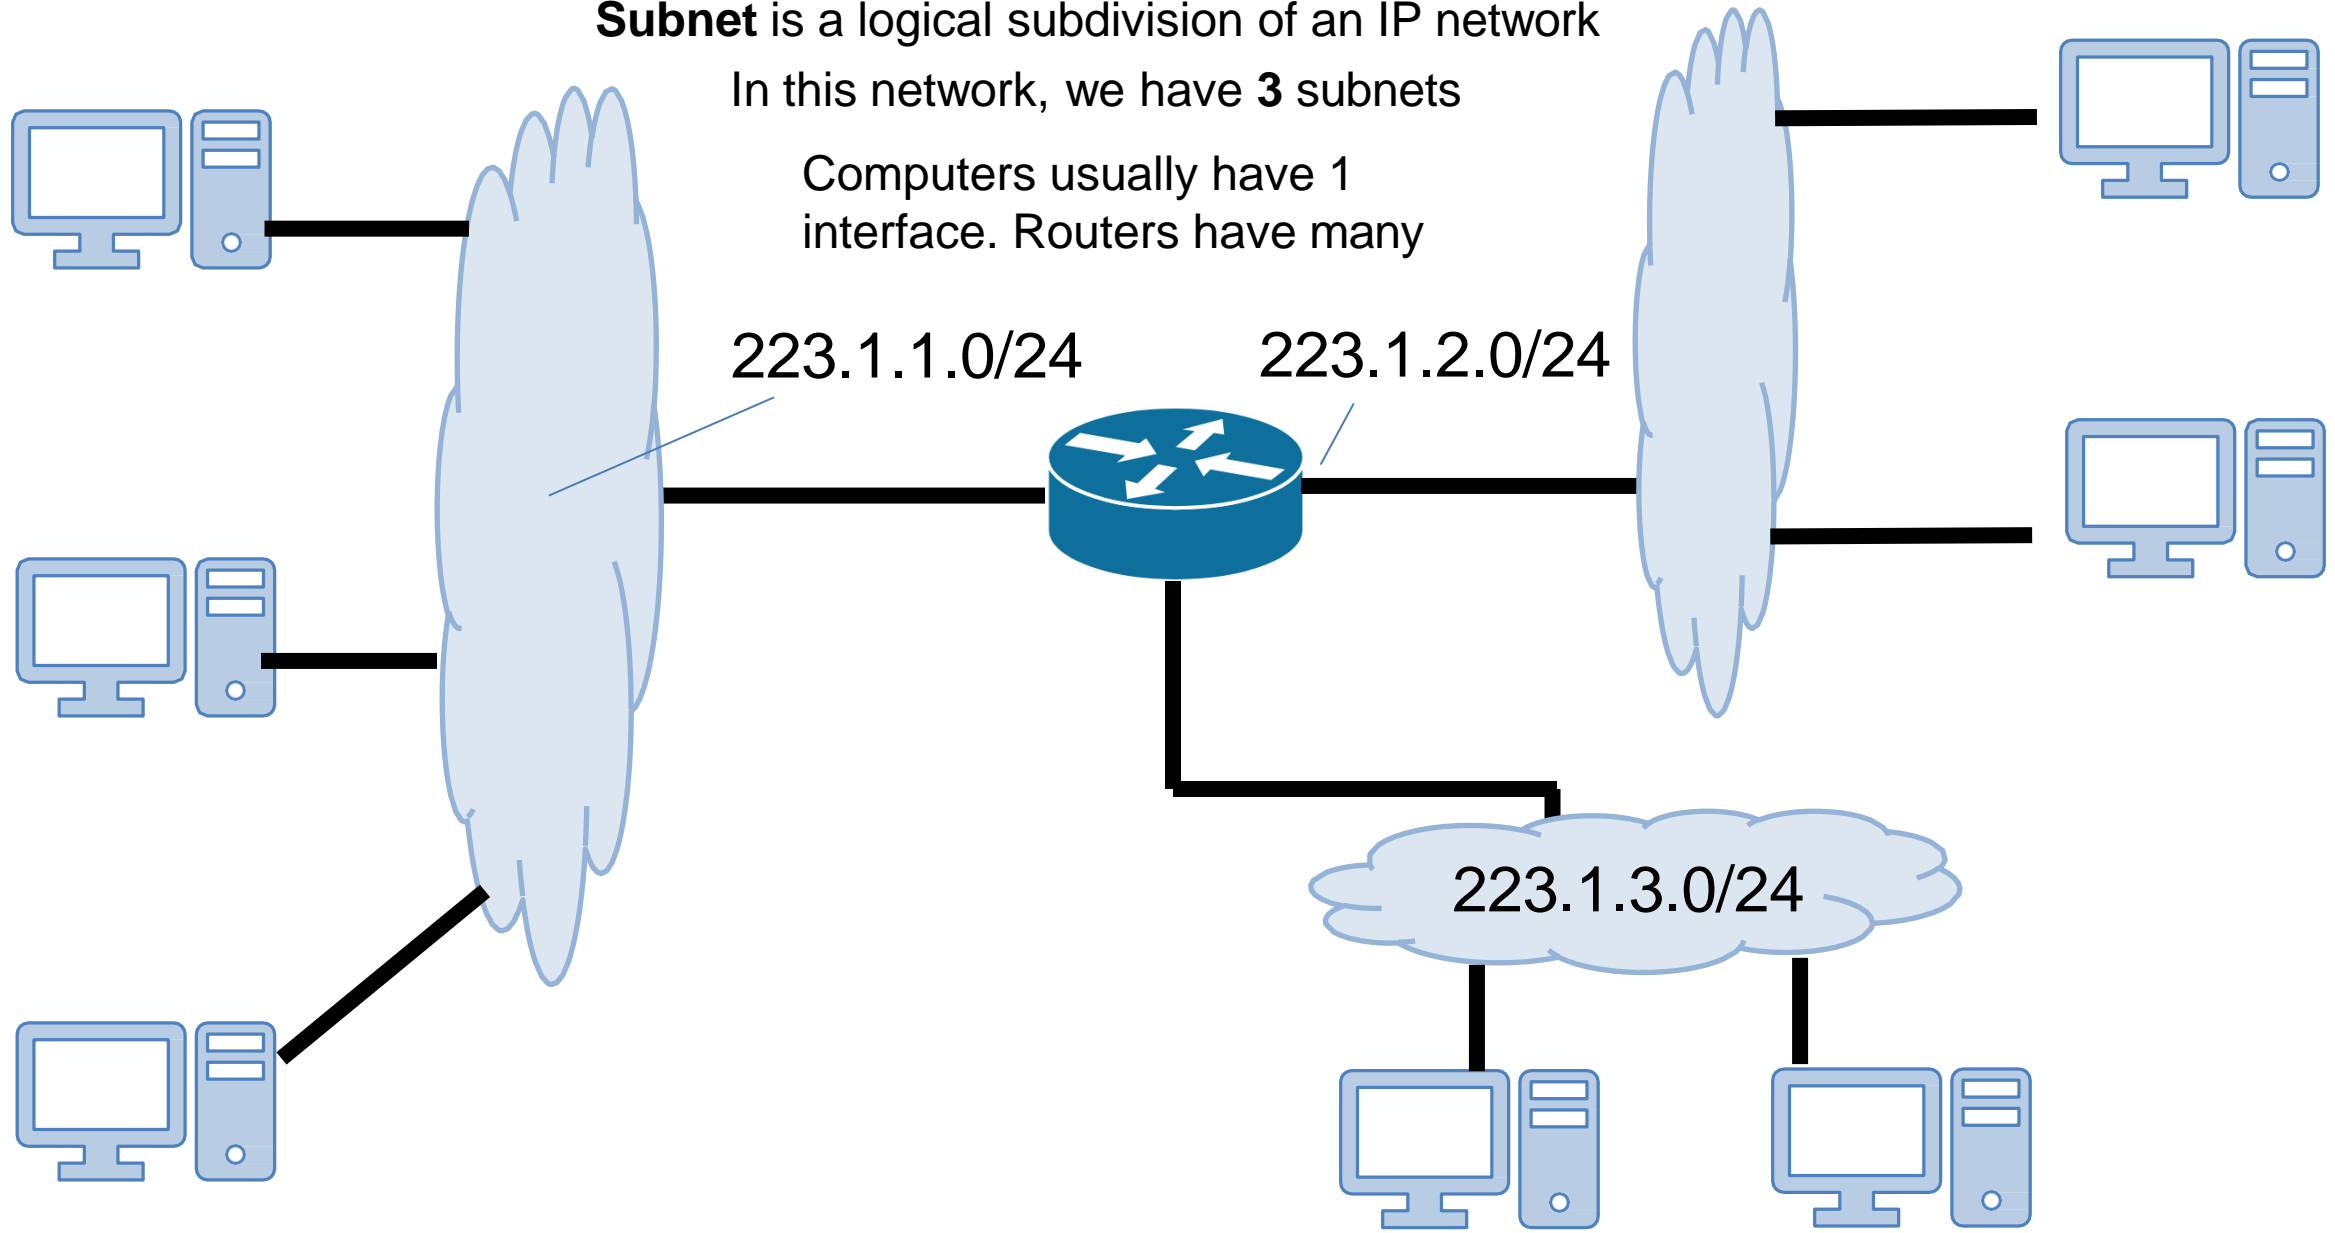 Subnet is a logical subdivision of an IP network
In this network, we have 3 subnets
Computers usually have 1
interface. Routers have many
223.1.1.0/24
223.1.2.0/24
223.1.3.0/24